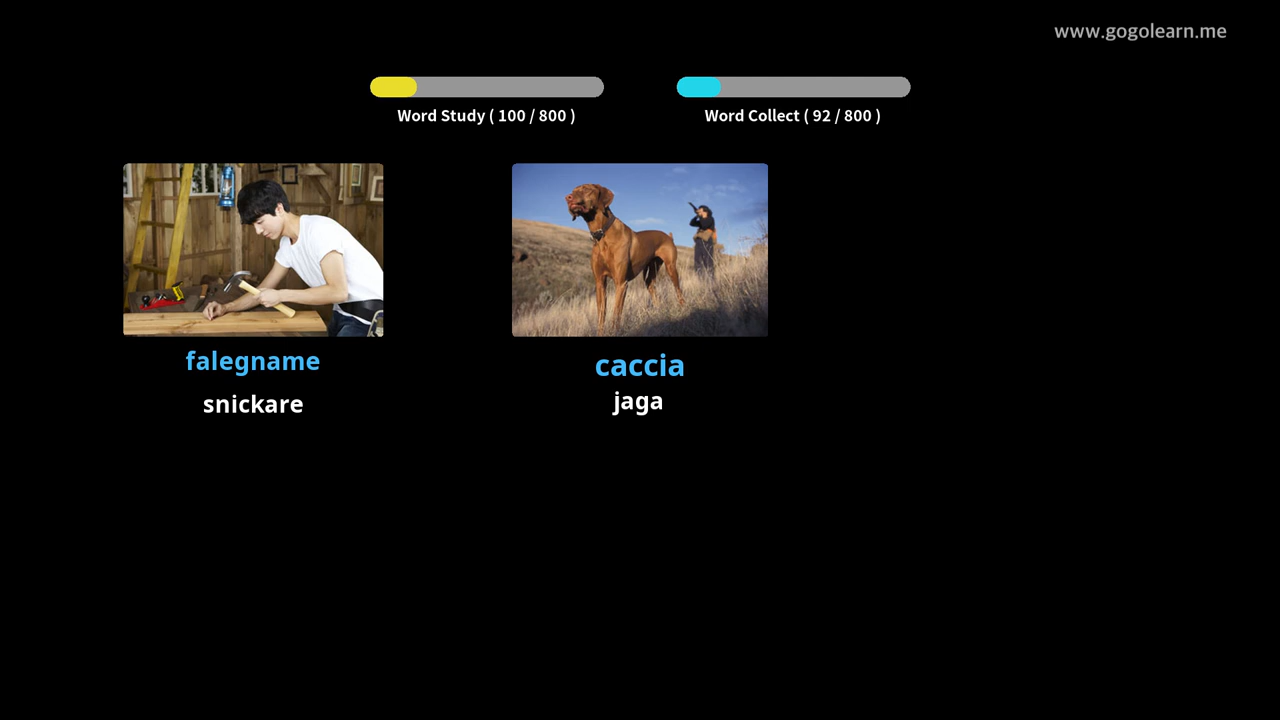 www.gogolearn.me
Word Study ( 100 / 800 )
Word Collect ( 92 / 800 )
falegname
snickare
caccia
jaga